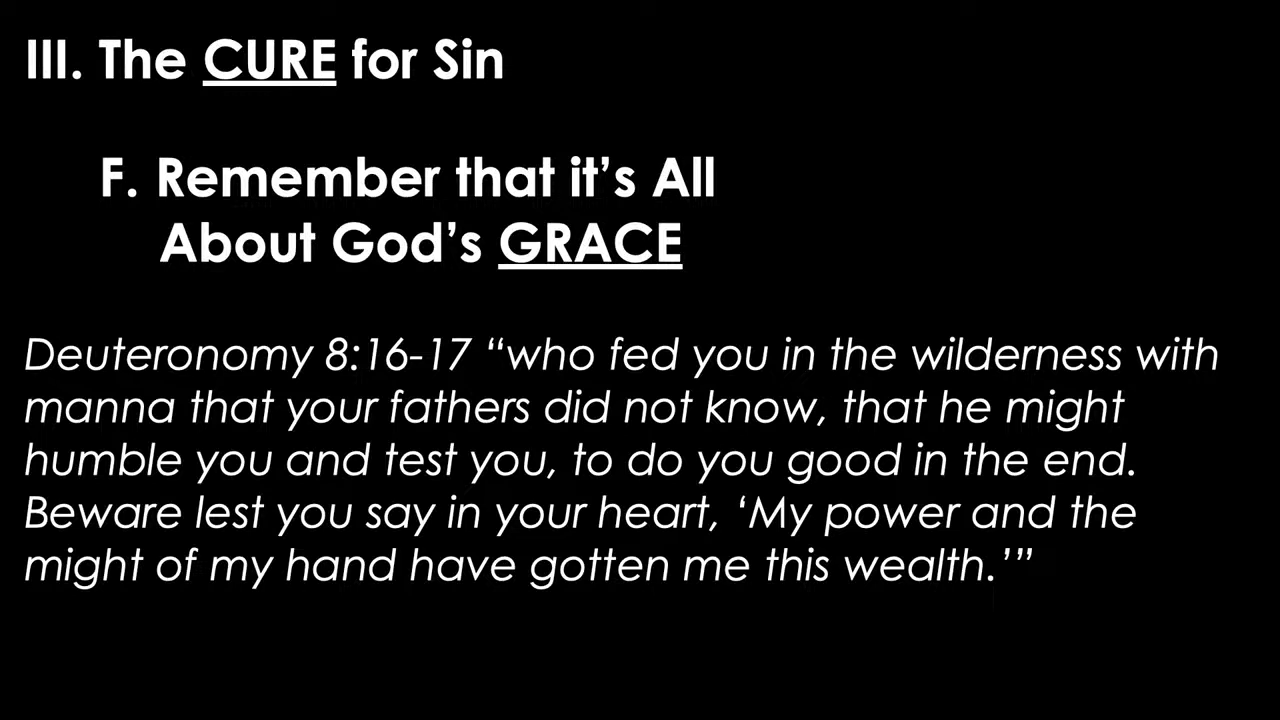 III. The CURE for Sin
F. Remember that it’s All
About God’s GRACE
Deuteronomy 8:16-17 “who fed you in the wilderness with
manna that your fathers did not know, that he might
humble you and test you, to do you good in the end.
Beware lest you say in your heart, ‘My power and the
might of my hand have gotten me this wealth.’”